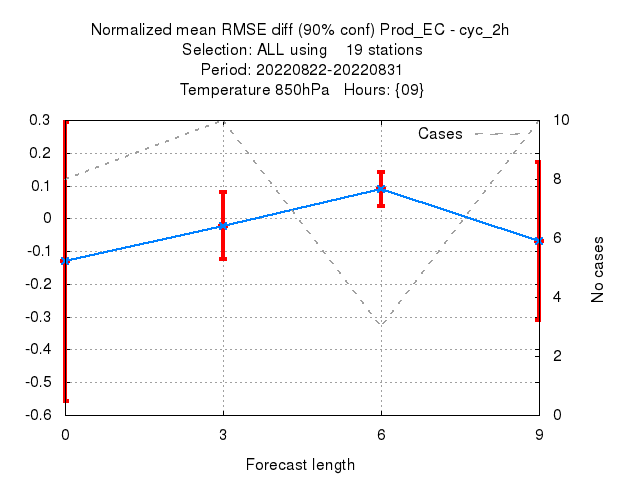 Normalized mean RMSE diff (90% conf) Prod_EC - cyc_2h
Selection: ALL using 19 stations
Period: 20220822-20220831
Temperature 850hPa Hours: {09}
Cases
0.3
0.2
0.1
0
-0.1
-0.2
-0.3
-0.4
-0.5
-0.6
10
8
6
4
2
0
No cases
0 3 6 9
Forecast length